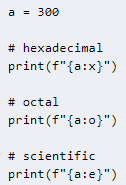 a = 300
# hexadecimal
print(f"{a:x}")
# octal
print(f"{a:o}")
# scientific
print(f"{a:e}")